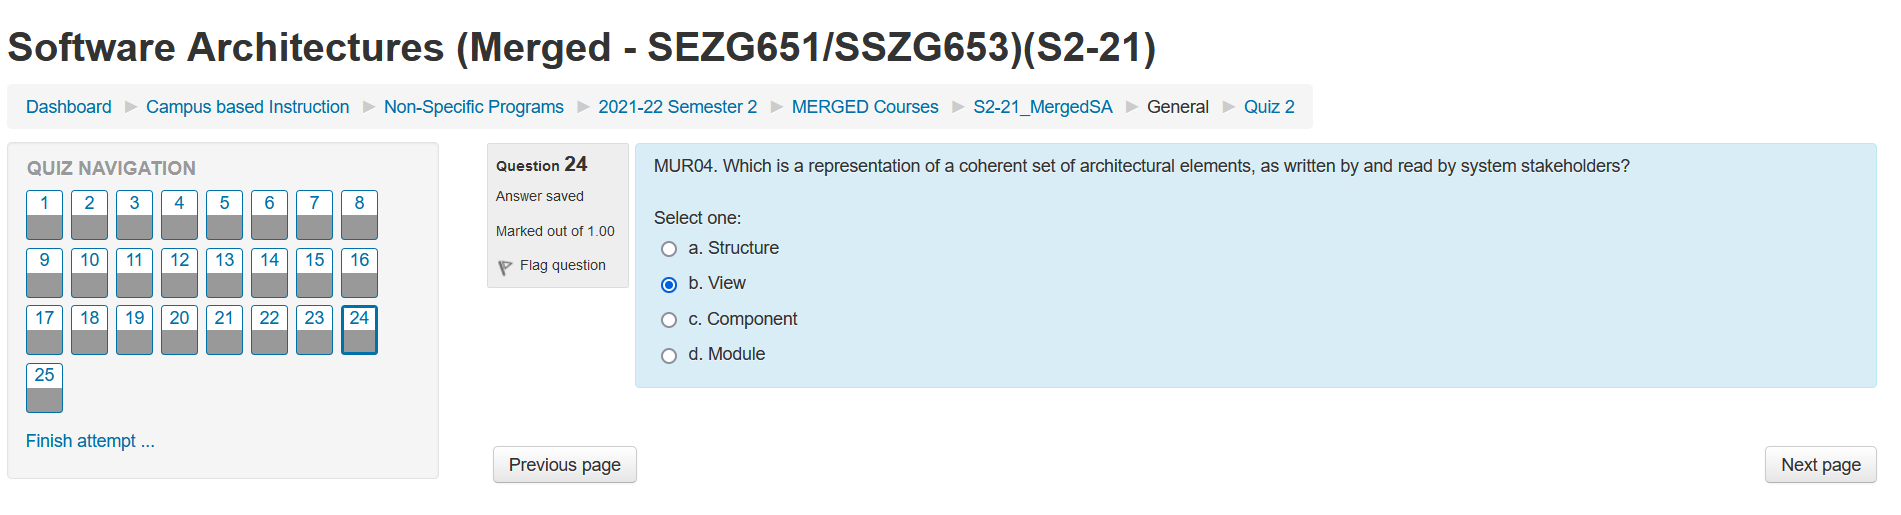 Software Architectures (Merged - SEZG651/SSZG653)(S2-21)
Dashboard ▶ Campus based Instruction ▶ Non-Specific Programs ▶ 2021-22 Semester 2 ▶ MERGED Courses ▶ S2-21_MergedSA ▶ General ▶ Quiz 2
QUIZ NAVIGATION
1 2 3 4 5 6 7 8
9 10 11 12 13 14 15 16
17 18 19 20 21 22 23 24
25
Finish attempt ...
Question 24
Answer saved
Marked out of 1.00
Flag question
MUR04. Which is a representation of a coherent set of architectural elements, as written by and read by system stakeholders?
Select one:
a. Structure
b. View
c. Component
d. Module
Previous page
Next page